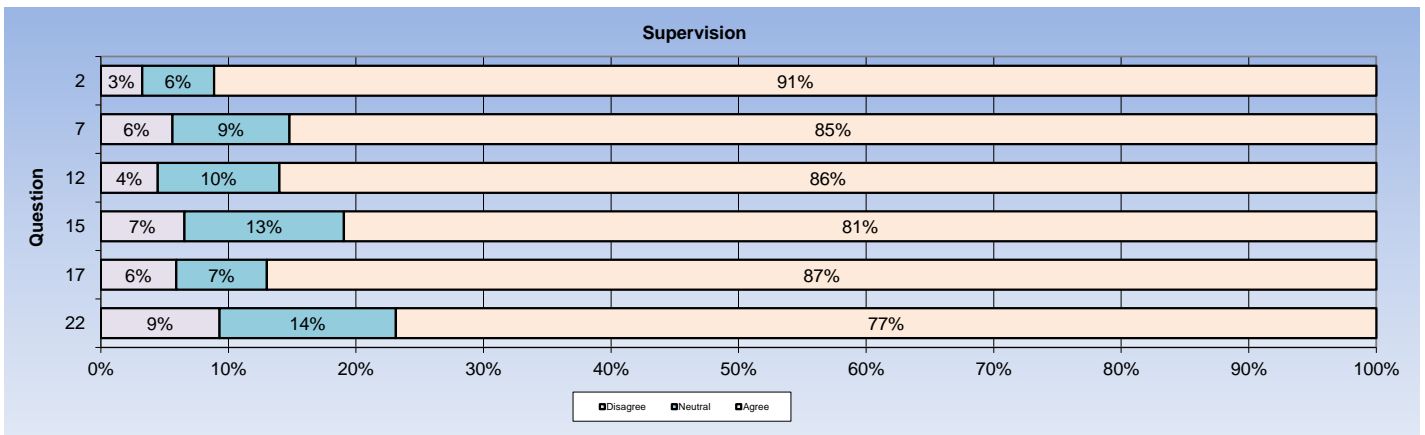 Supervision
2 3% 6% 91%
7 6% 9% 85%
12 4% 10% 86%
15 7% 13% 81%
17 6% 7% 87%
22 9% 14% 77%
Question
0% 10% 20% 30% 40% 50% 60% 70% 80% 90% 100%
Disagree Neutral Agree